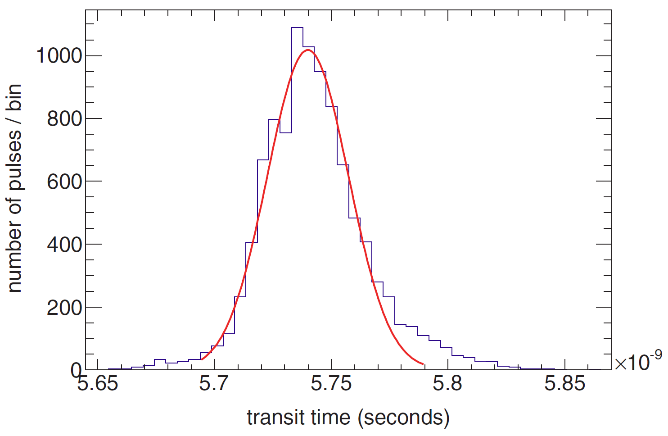 number of pulses / bin
1000
800
600
400
200
0
5.65 5.7 5.75 5.8 5.85
×10-9
transit time (seconds)